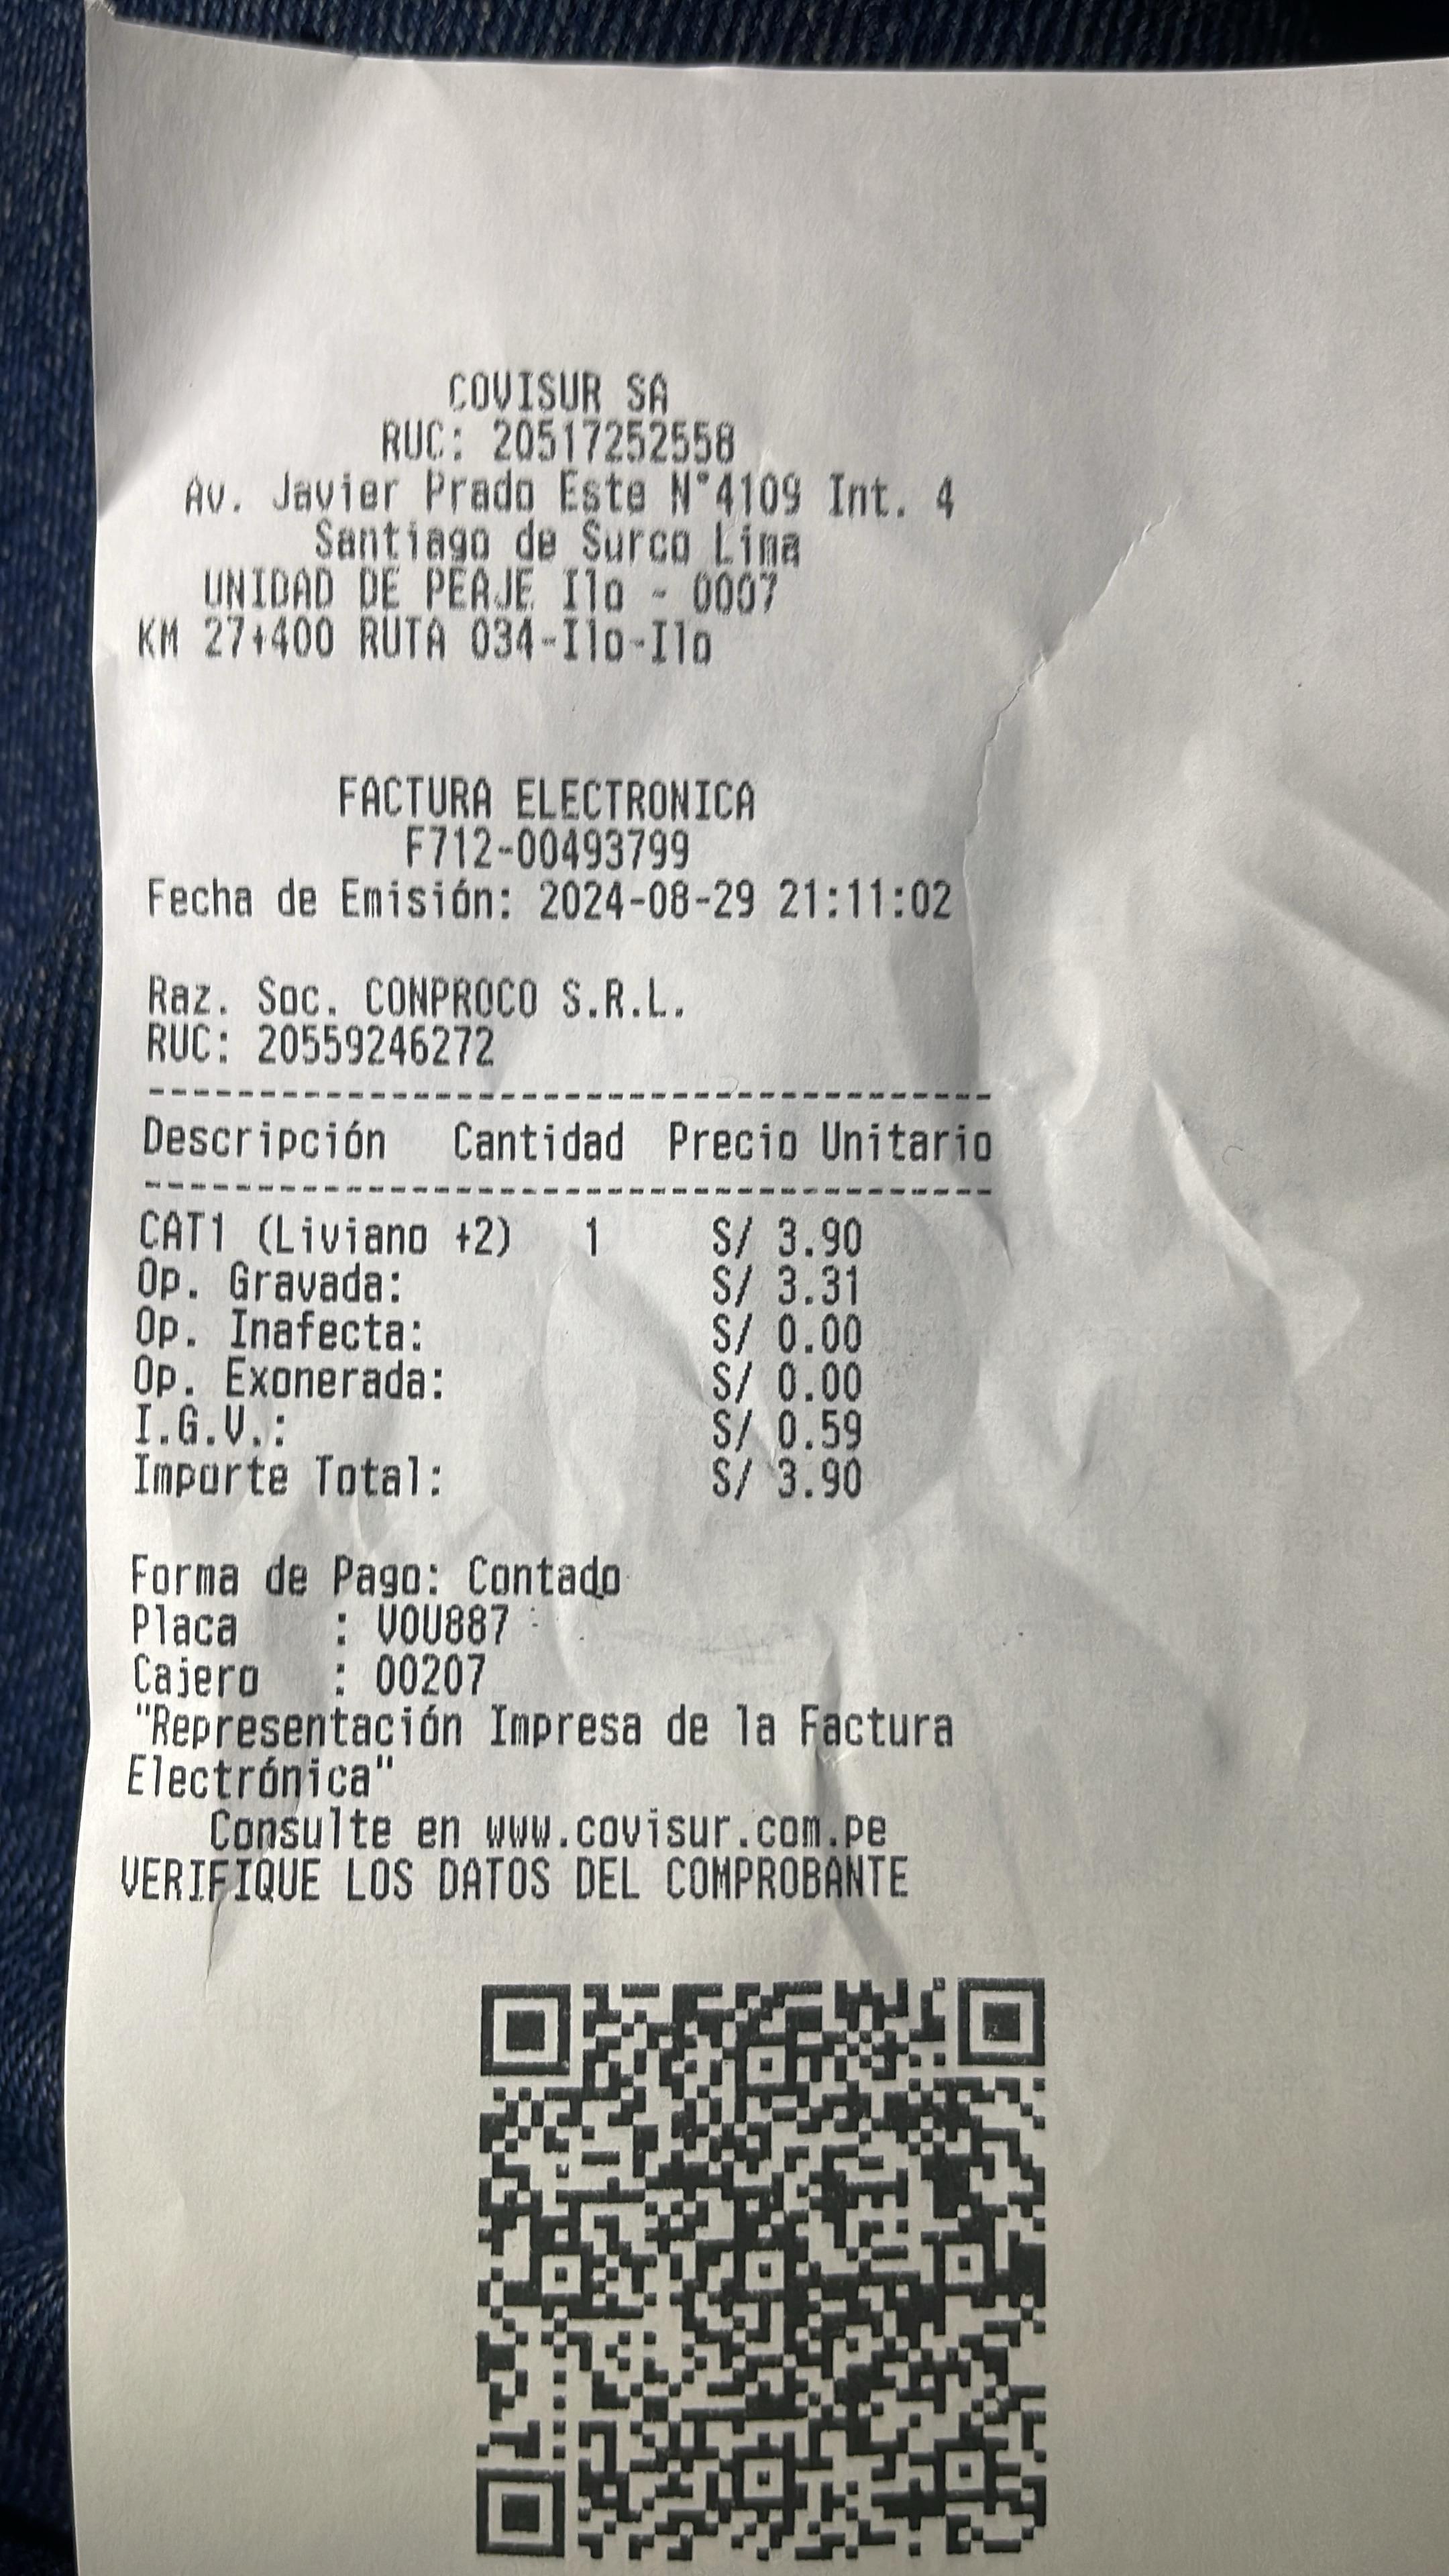 COVISUR SA
RUC: 20517252558
Av. Javier Prado Este N°4109 Int. 4
Santiago de Surco Lima
UNIDAD DE PEAJE Ilo - 0007
KM 27+400 RUTA 034-Ilo-Ilo
FACTURA ELECTRONICA
F712-00493799
Fecha de Emisión: 2024-08-29 21:11:02
Raz. Soc. CONPROCO S.R.L.
RUC: 20559246272
Descripción Cantidad Precio Unitario
CAT1 (Liviano +2) 1 S/ 3.90
Op. Gravada: S/ 3.31
Op. Inafecta: S/ 0.00
Op. Exonerada: S/ 0.00
I.G.V.: S/ 0.59
Importe Total: S/ 3.90
Forma de Pago: Contado
Placa : VOU887
Cajero : 00207
"Representación Impresa de la Factura
Electrónica"
Consulte en www.covisur.com.pe
VERIFIQUE LOS DATOS DEL COMPROBANTE